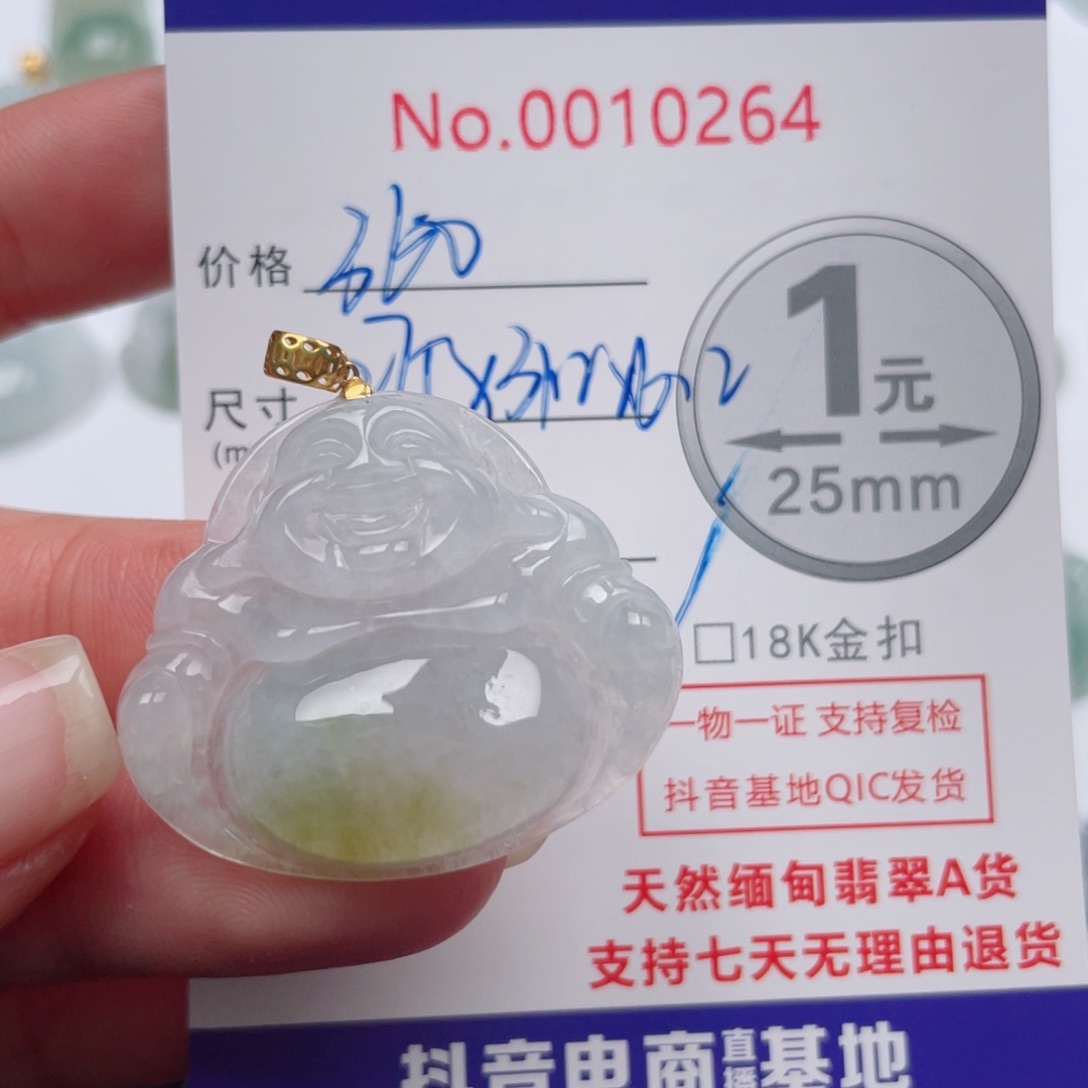 No.0010264
价格
尺寸
(m
1元
25mm
□18K金扣
一物一证 支持复检
抖音基地QIC发货
天然缅甸翡翠A货
支持七天无理由退货
抖音电商直播基地